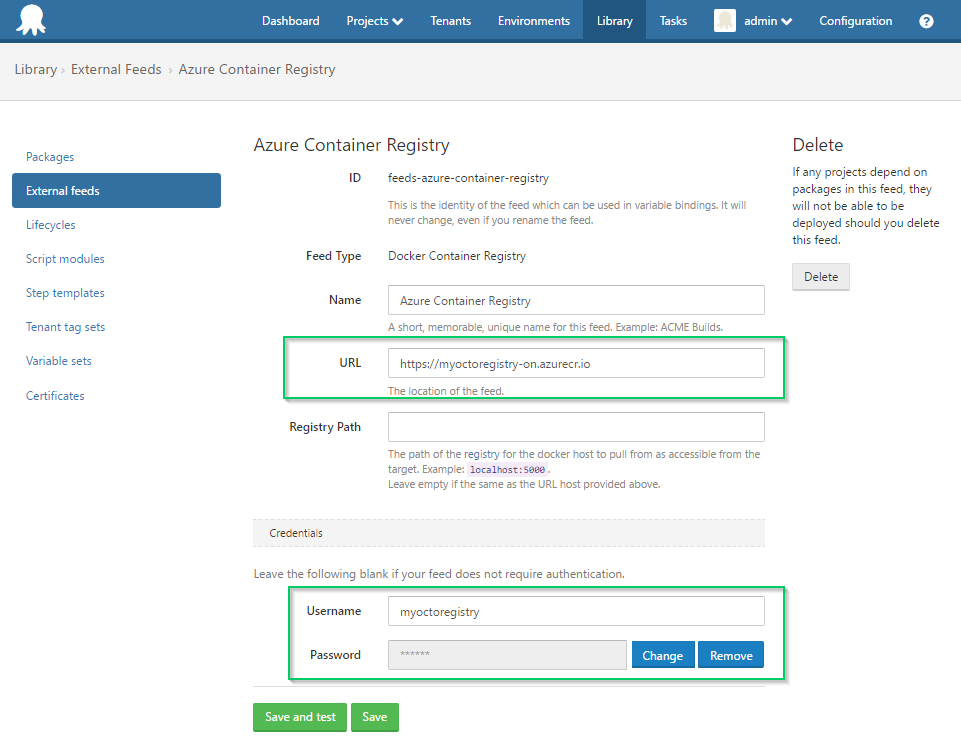 Dashboard Projects Tenants Environments Library Tasks admin Configuration ?
Library › External Feeds › Azure Container Registry
Packages
External feeds
Lifecycles
Script modules
Step templates
Tenant tag sets
Variable sets
Certificates
Azure Container Registry
ID feeds-azure-container-registry
This is the identity of the feed which can be used in variable bindings. It will
never change, even if you rename the feed.
Feed Type Docker Container Registry
Name Azure Container Registry
A short, memorable, unique name for this feed. Example: ACME Builds.
URL https://myoctoregistry-on.azurecr.io
The location of the feed.
Registry Path
The path of the registry for the docker host to pull from as accessible from the
target. Example: localhost:5000.
Leave empty if the same as the URL host provided above.
Credentials
Leave the following blank if your feed does not require authentication.
Username myoctoregistry
Password ****** Change Remove
Save and test Save
Delete
If any projects depend on
packages in this feed, they
will not be able to be
deployed should you delete
this feed.
Delete